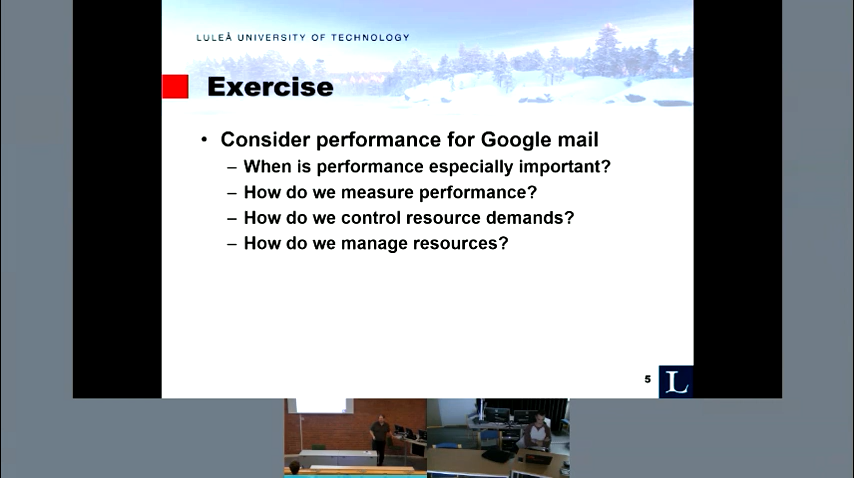 LULEÅ UNIVERSITY OF TECHNOLOGY
Exercise
• Consider performance for Google mail
– When is performance especially important?
– How do we measure performance?
– How do we control resource demands?
– How do we manage resources?
5
L